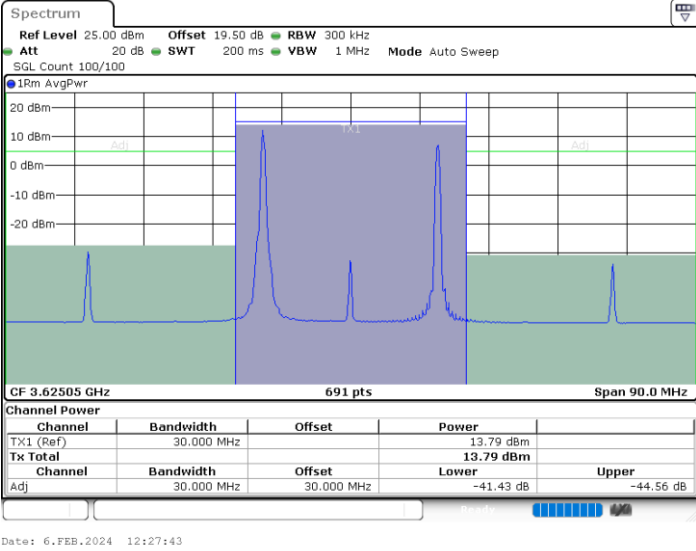 Spectrum
Ref Level 25.00 dBm Offset 19.50 dB RBW 300 kHz
Att 20 dB SWT 200 ms VBW 1 MHz Mode Auto Sweep
SGL Count 100/100
1Rm AvgPwr
20 dBm
TX1
10 dBm
Adj Adj
0 dBm
-10 dBm
-20 dBm
CF 3.62505 GHz 691 pts Span 90.0 MHz
Channel Power
Channel Bandwidth Offset Power
TX1 (Ref) 30.000 MHz 13.79 dBm
Tx Total 13.79 dBm
Channel Bandwidth Offset Lower Upper
Adj 30.000 MHz 30.000 MHz -41.43 dB -44.56 dB
Ready
Date: 6.FEB.2024 12:27:43